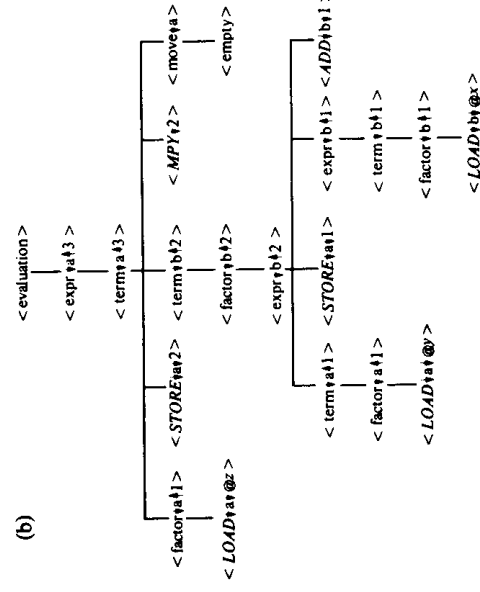 (b)
< evaluation >
< expr↓a↑3 >
< term↓a↑3 >
< factor↓a↑1 > < STORE↓a↓2 > < term↓b↑2 > < MPY↓2 > < move↓a >
< LOAD↓a↓@z > < factor↓b↑2 > < empty >
< expr↓b↑2 >
< term↓a↑1 > < STORE↓a↓1 > < expr↓b↑1 > < ADD↓b↓1 >
< factor↓a↑1 > < term↓b↑1 >
< LOAD↓a↓@y > < factor↓b↑1 >
< LOAD↓b↓@x >